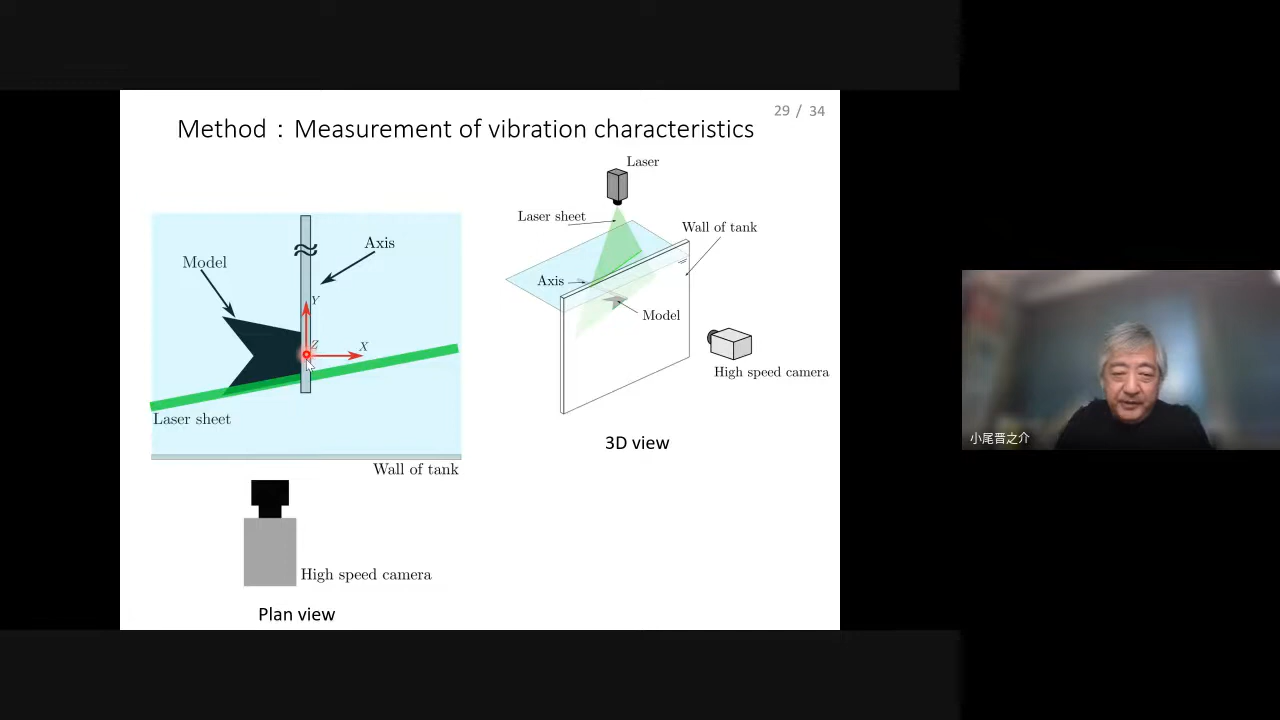 29 / 34
Method：Measurement of vibration characteristics
Model
Axis
Y
Z
X
Laser sheet
Wall of tank
High speed camera
Plan view
Laser
Laser sheet
Wall of tank
Axis
Model
High speed camera
3D view
小尾晋之介